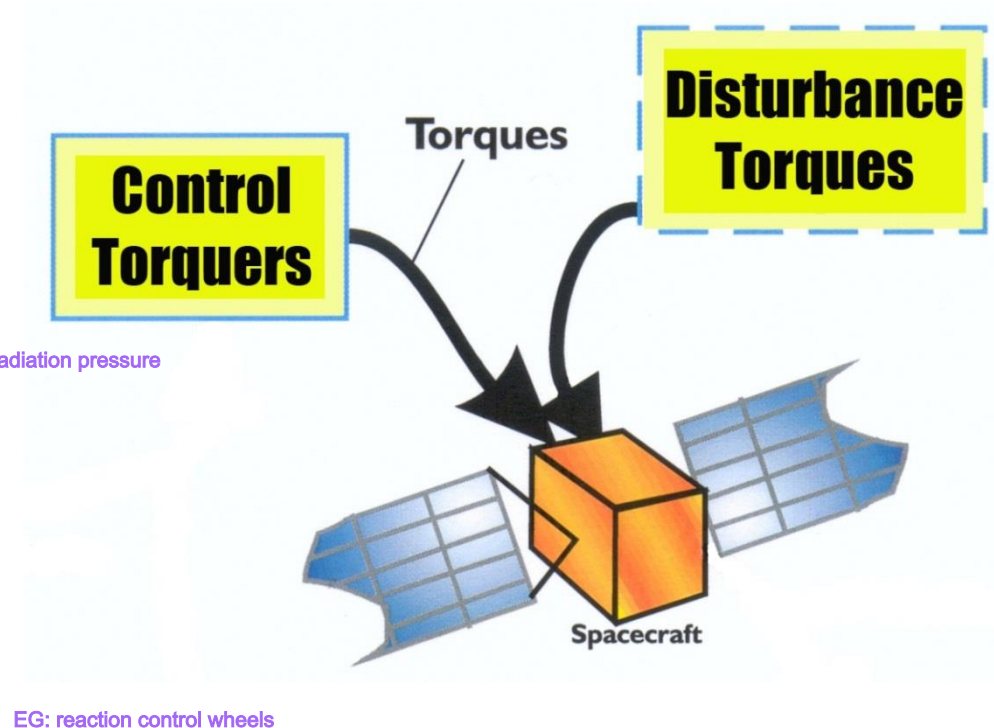 Disturbance
Torques
Torques
Control
Torquers
adiation pressure
Spacecraft
EG: reaction control wheels